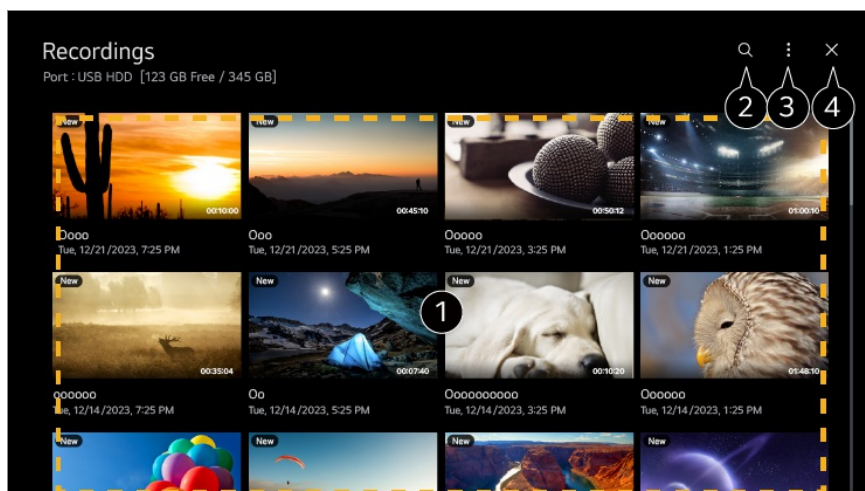 Recordings
Port : USB HDD [123 GB Free / 345 GB]
2 3 4
New New New New
00:10:00 00:45:10 00:50:12 01:00:10
Oooo Ooo Ooooo Oooooo
Tue, 12/21/2023, 7:25 PM Tue, 12/21/2023, 5:25 PM Tue, 12/21/2023, 3:25 PM Tue, 12/21/2023, 1:25 PM
New New New New
1
00:35:04 00:07:40 00:10:20 01:48:10
oooooo Oo Oooooooooo Oooooo
Tue, 12/14/2023, 7:25 PM Tue, 12/14/2023, 5:25 PM Tue, 12/14/2023, 3:25 PM Tue, 12/14/2023, 1:25 PM
New New New New